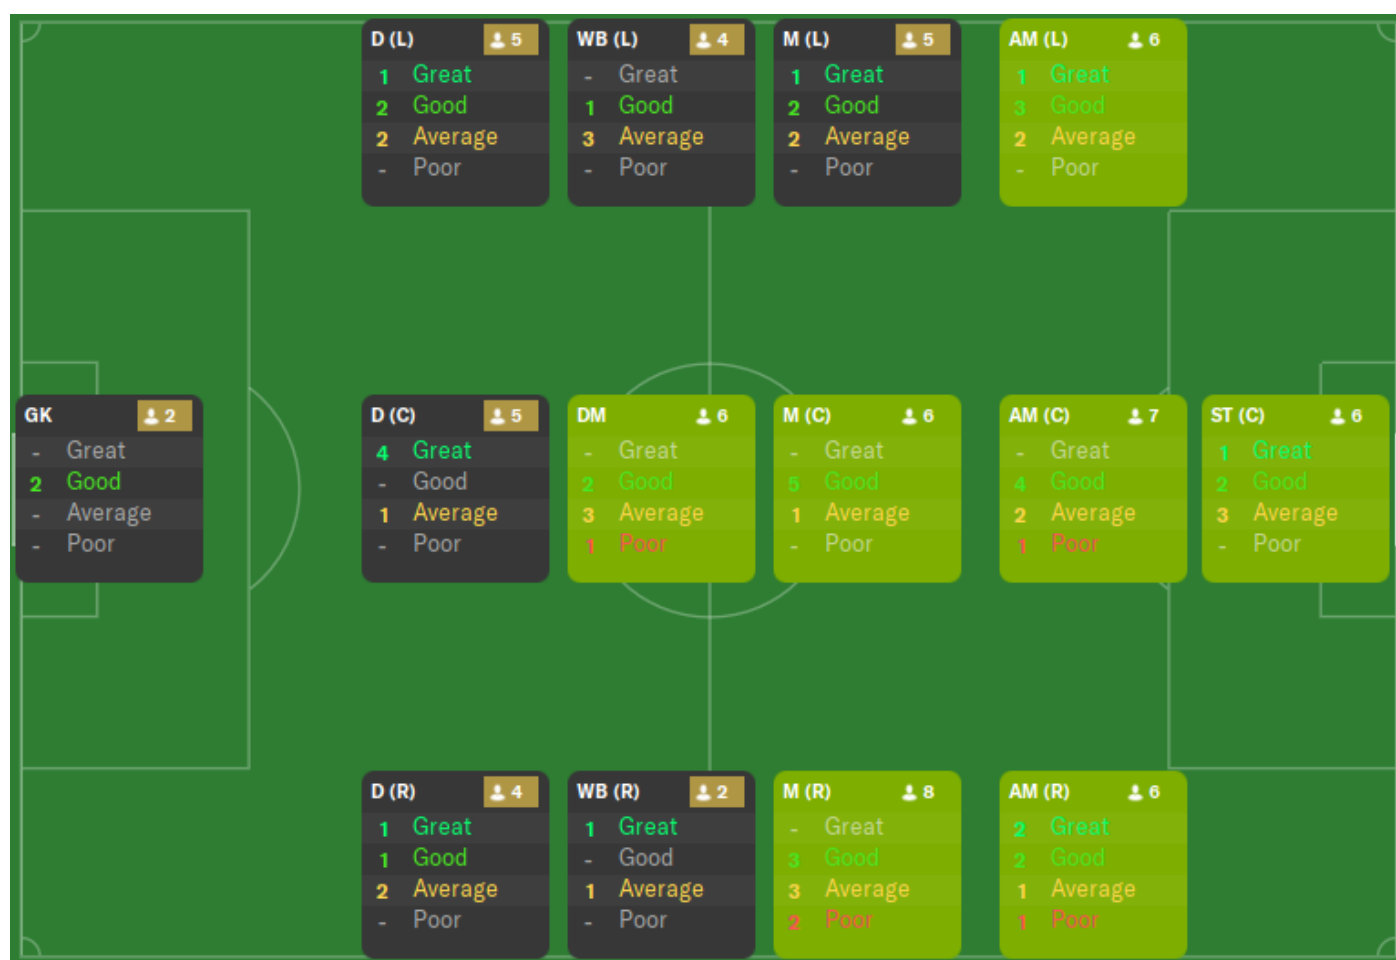 D (L) 5
1 Great
2 Good
2 Average
- Poor
WB (L) 4
- Great
1 Good
3 Average
- Poor
M (L) 5
1 Great
2 Good
2 Average
- Poor
AM (L) 6
1 Great
3 Good
2 Average
- Poor
GK 2
- Great
2 Good
- Average
- Poor
D (C) 5
4 Great
- Good
1 Average
- Poor
DM 6
- Great
2 Good
3 Average
1 Poor
M (C) 6
- Great
5 Good
1 Average
- Poor
AM (C) 7
- Great
4 Good
2 Average
1 Poor
ST (C) 6
1 Great
2 Good
3 Average
- Poor
D (R) 4
1 Great
1 Good
2 Average
- Poor
WB (R) 2
1 Great
- Good
1 Average
- Poor
M (R) 8
- Great
3 Good
3 Average
2 Poor
AM (R) 6
2 Great
2 Good
1 Average
1 Poor